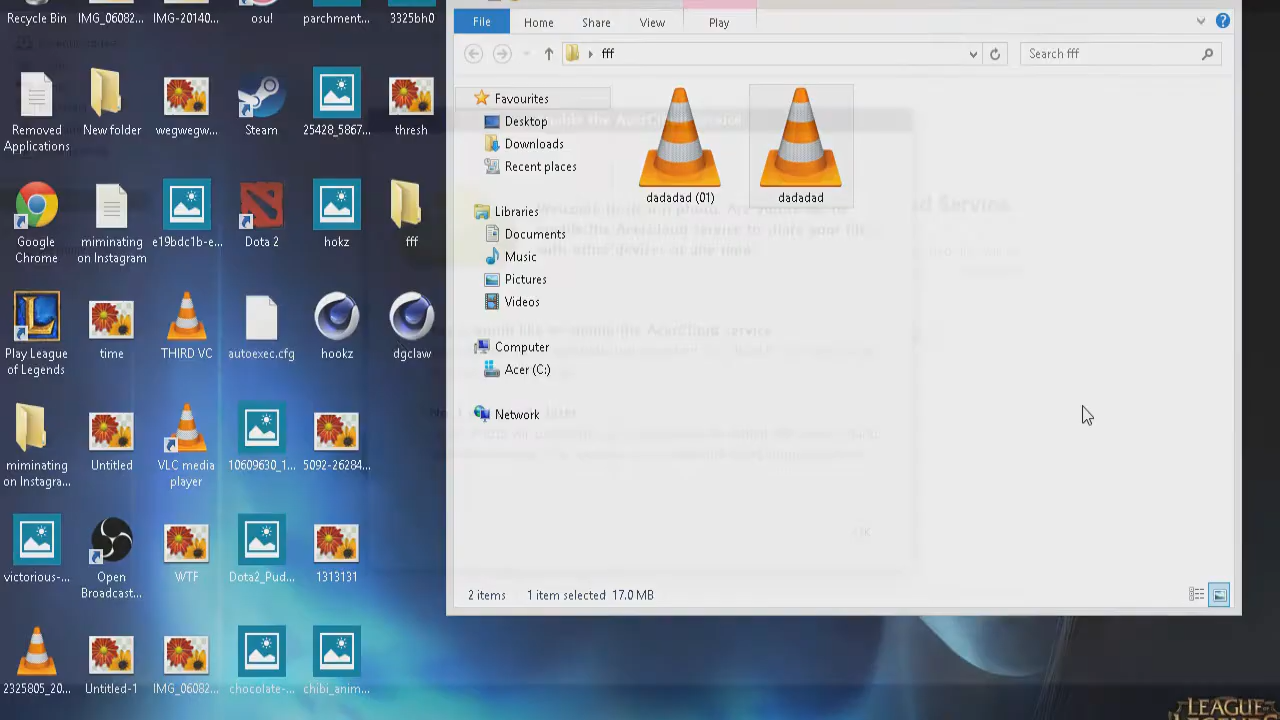 Recycle Bin
IMG_06082...
IMG-20140...
osu!
parchment...
3325bh0
Removed
Applications
New folder
wegwegw...
Steam
25428_5867...
thresh
Google
Chrome
miminating
on Instagram
e19bdc1b-e...
Dota 2
hokz
fff
Play League
of Legends
time
THIRD VC
autoexec.cfg
hookz
dgclaw
miminating
on Instagra...
Untitled
VLC media
player
10609630_1...
5092-26284...
victorious-...
Open
Broadcast...
WTF
Dota2_Pud...
1313131
2325805_20...
Untitled-1
IMG_06082...
chocolate-...
chibi_anim...
File
Home
Share
View
Play
fff
Search fff
Favourites
Desktop
Downloads
Recent places
Libraries
Documents
Music
Pictures
Videos
Computer
Acer (C:)
Network
dadadad (01)
dadadad
2 items
1 item selected 17.0 MB
LEAGUE